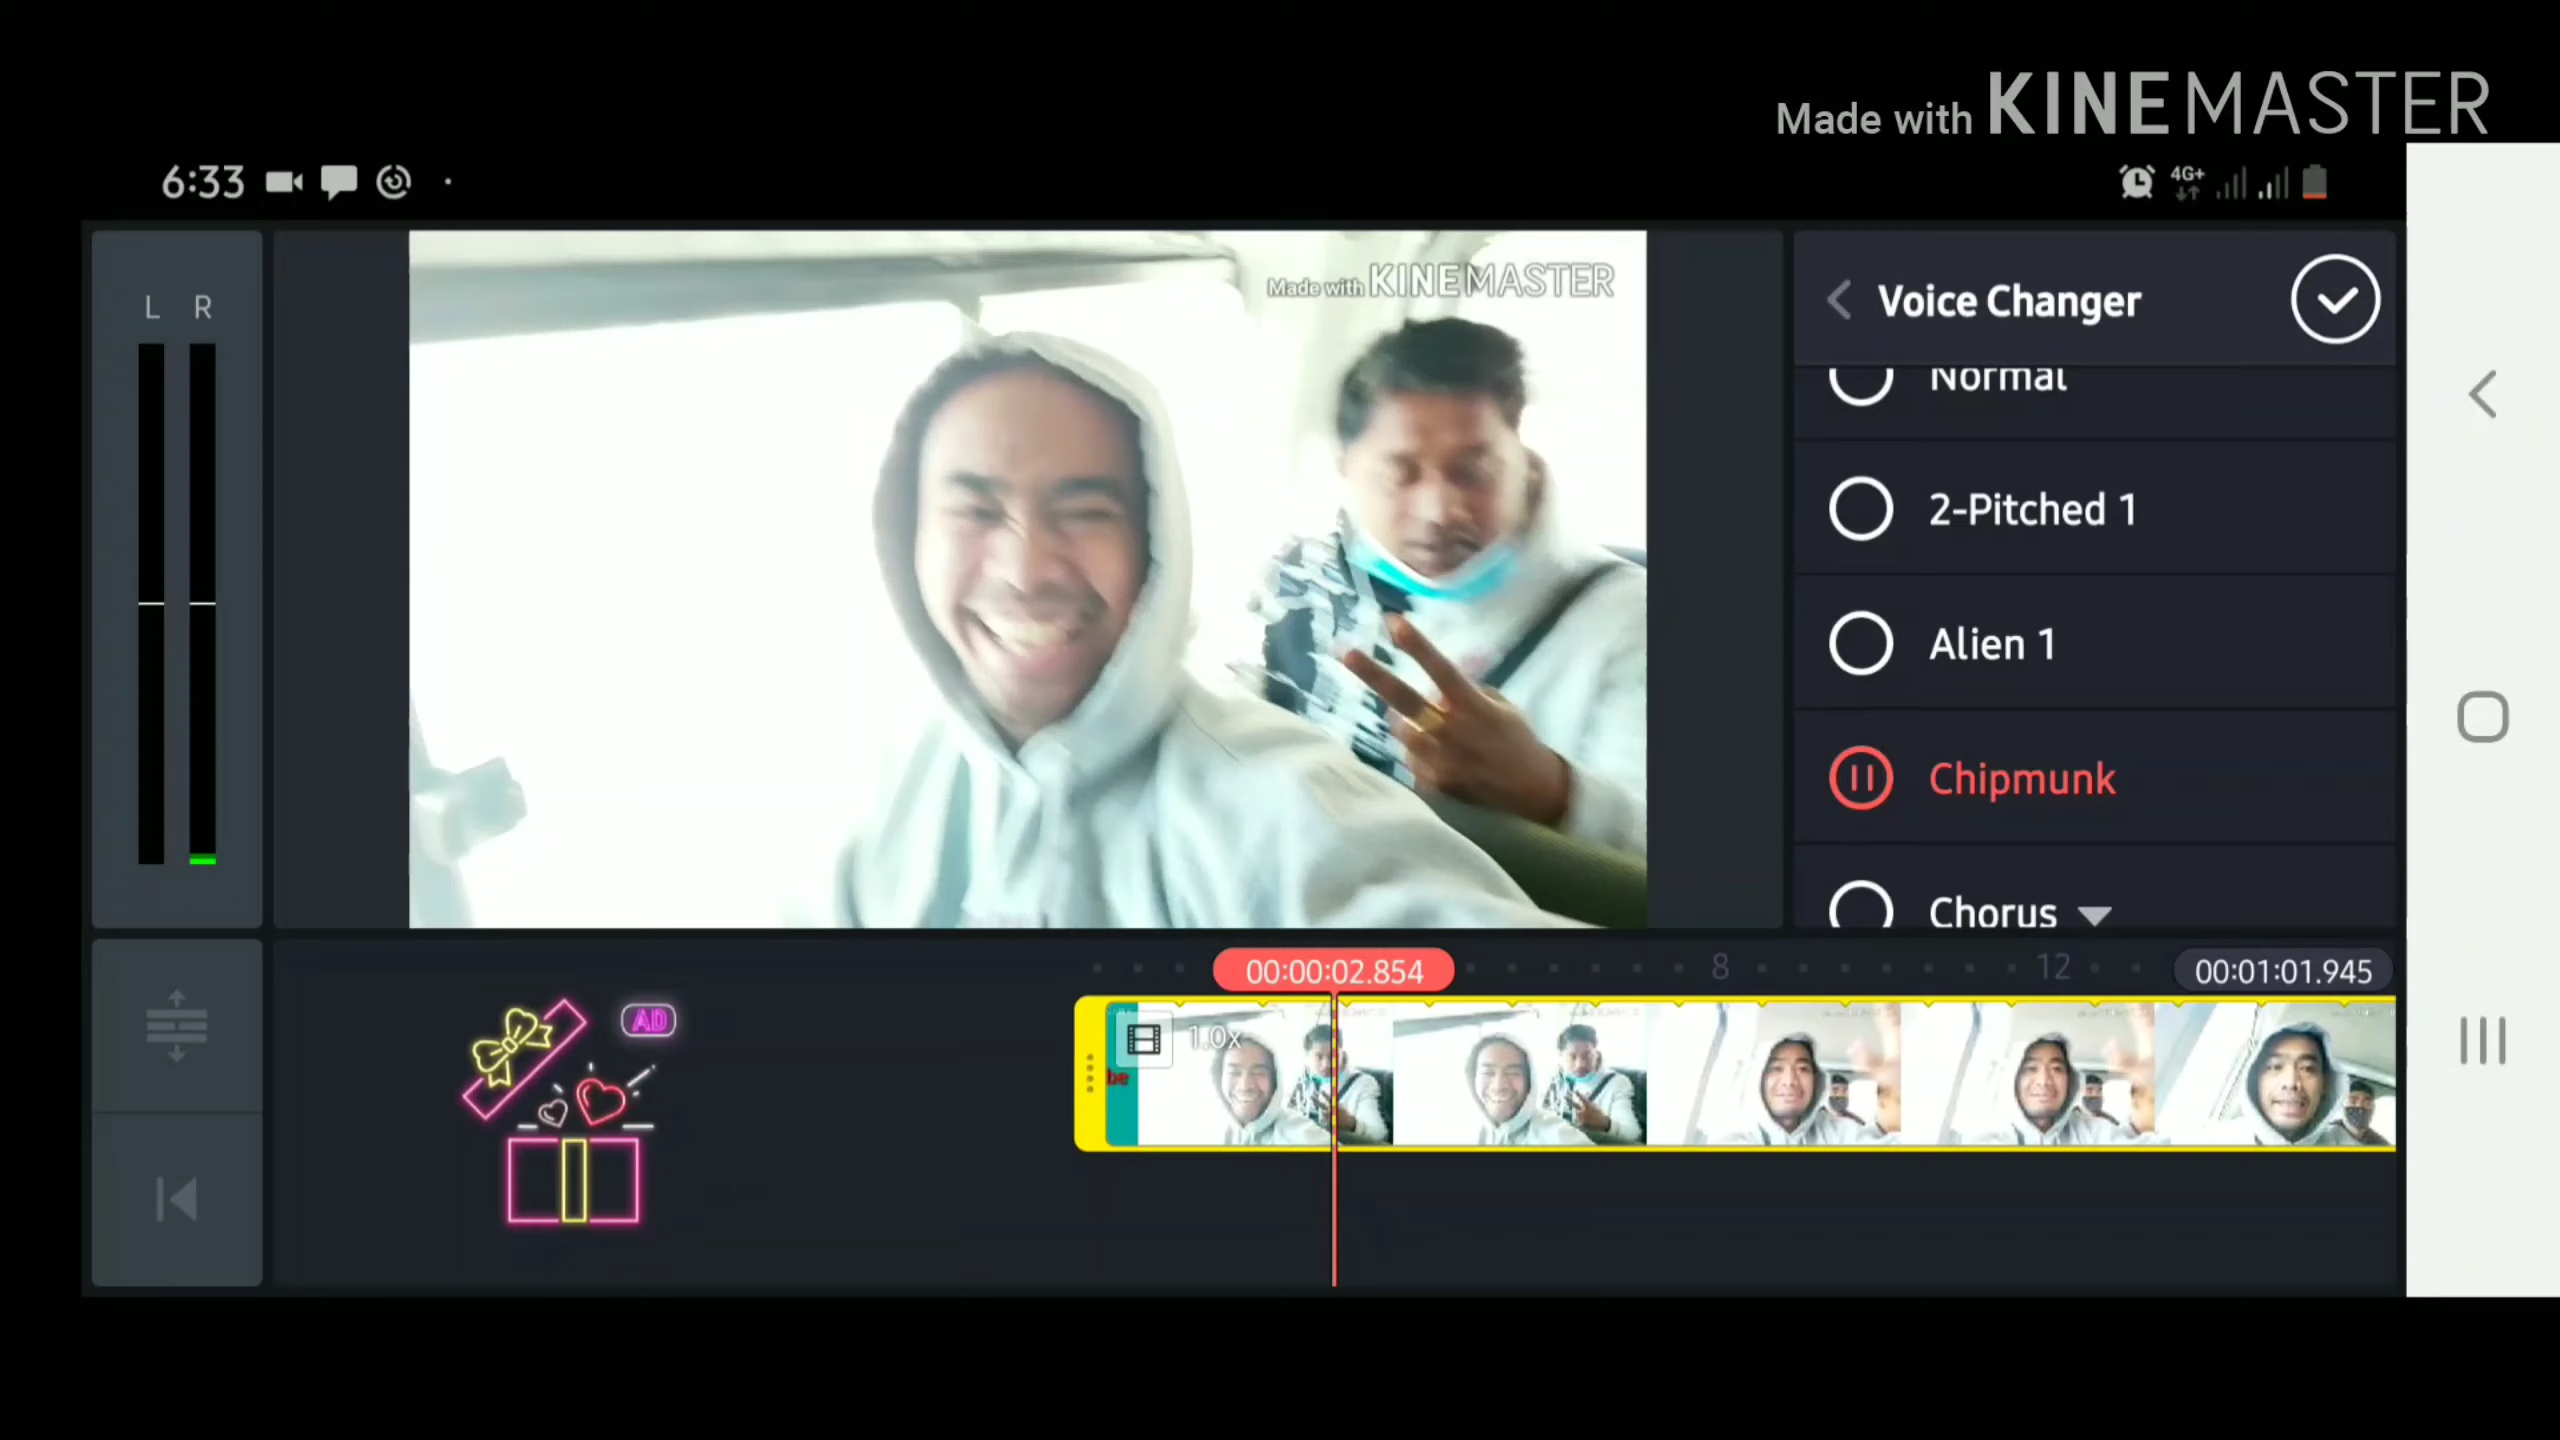 Made with KINEMASTER
6:33
4G+
L R
Made with KINEMASTER
Voice Changer
Normal
2-Pitched 1
Alien 1
Chipmunk
Chorus
00:00:02.854
8
12
00:01:01.945
AD
1.0x
be